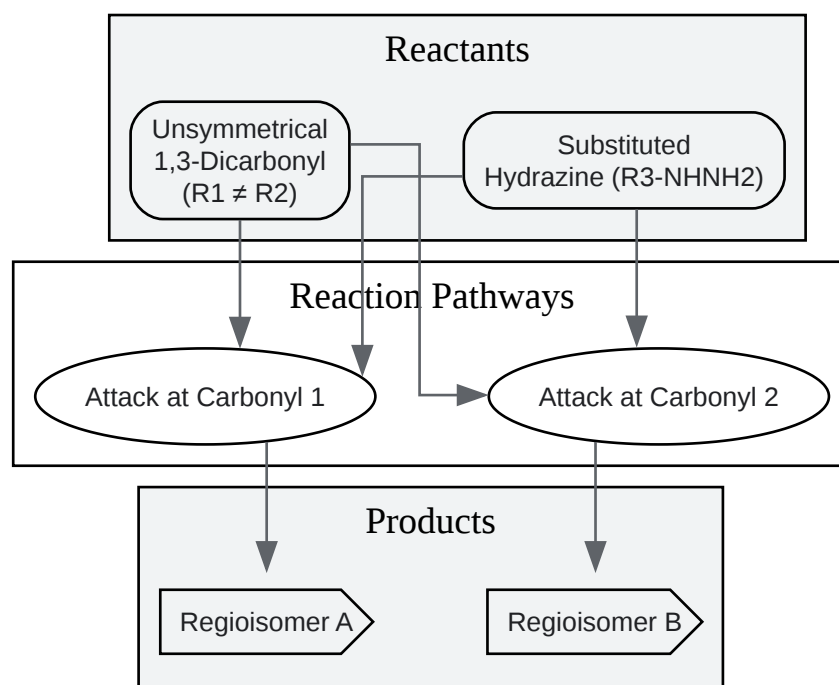 Reactants
Unsymmetrical
1,3-Dicarbonyl
(R1 ≠ R2)
Substituted
Hydrazine (R3-NHNH2)
Reaction Pathways
Attack at Carbonyl 1
Attack at Carbonyl 2
Products
Regioisomer A
Regioisomer B